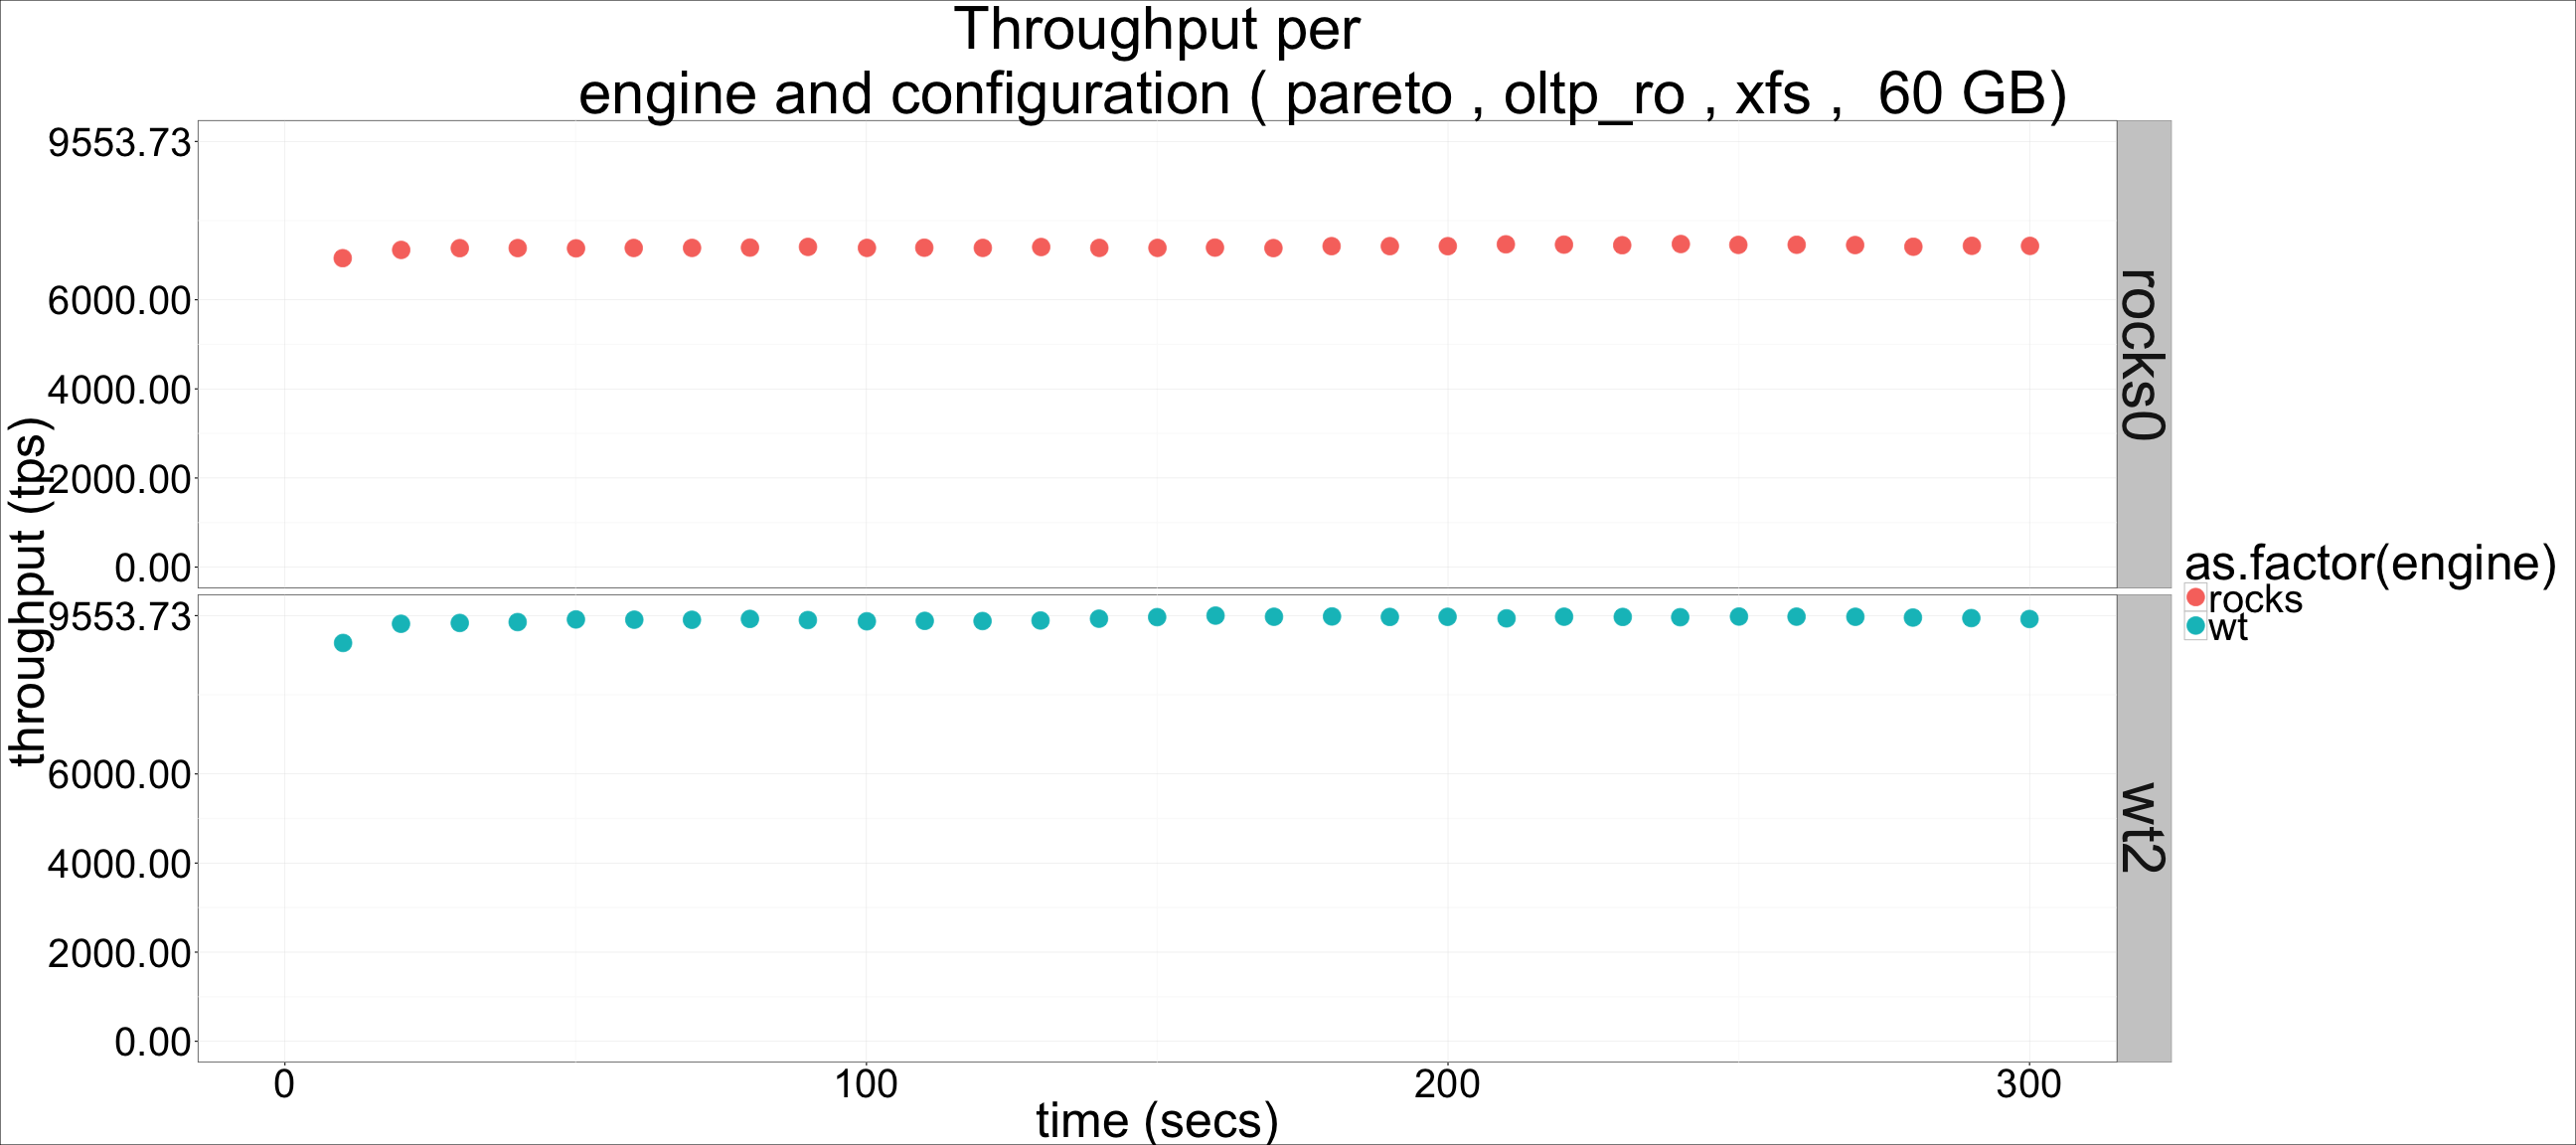 Throughput per
engine and configuration ( pareto , oltp_ro , xfs , 60 GB)
throughput (tps)
9553.73
6000.00
4000.00
2000.00
0.00
rocks0
9553.73
6000.00
4000.00
2000.00
0.00
wt2
0 100 200 300
time (secs)
as.factor(engine)
rocks
wt